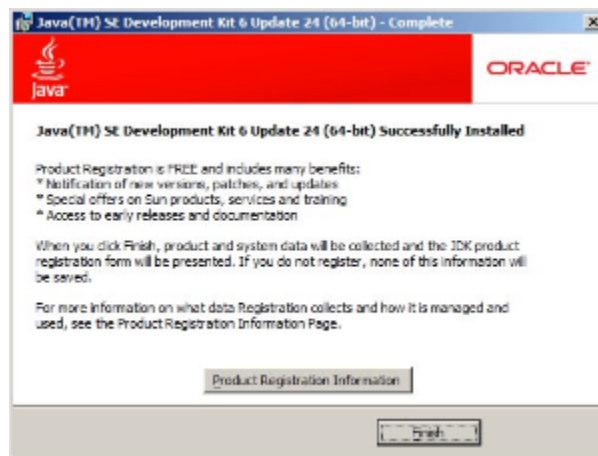 Java(TM) SE Development Kit 6 Update 24 (64-bit) - Complete
Java
ORACLE
Java(TM) SE Development Kit 6 Update 24 (64-bit) Successfully Installed
Product Registration is FREE and includes many benefits:
* Notification of new versions, patches, and updates
* Special offers on Sun products, services and training
* Access to early releases and documentation
When you click Finish, product and system data will be collected and the JDK product
registration form will be presented. If you do not register, none of this information will
be saved.
For more information on what data Registration collects and how it is managed and
used, see the Product Registration Information Page.
Product Registration Information
Finish